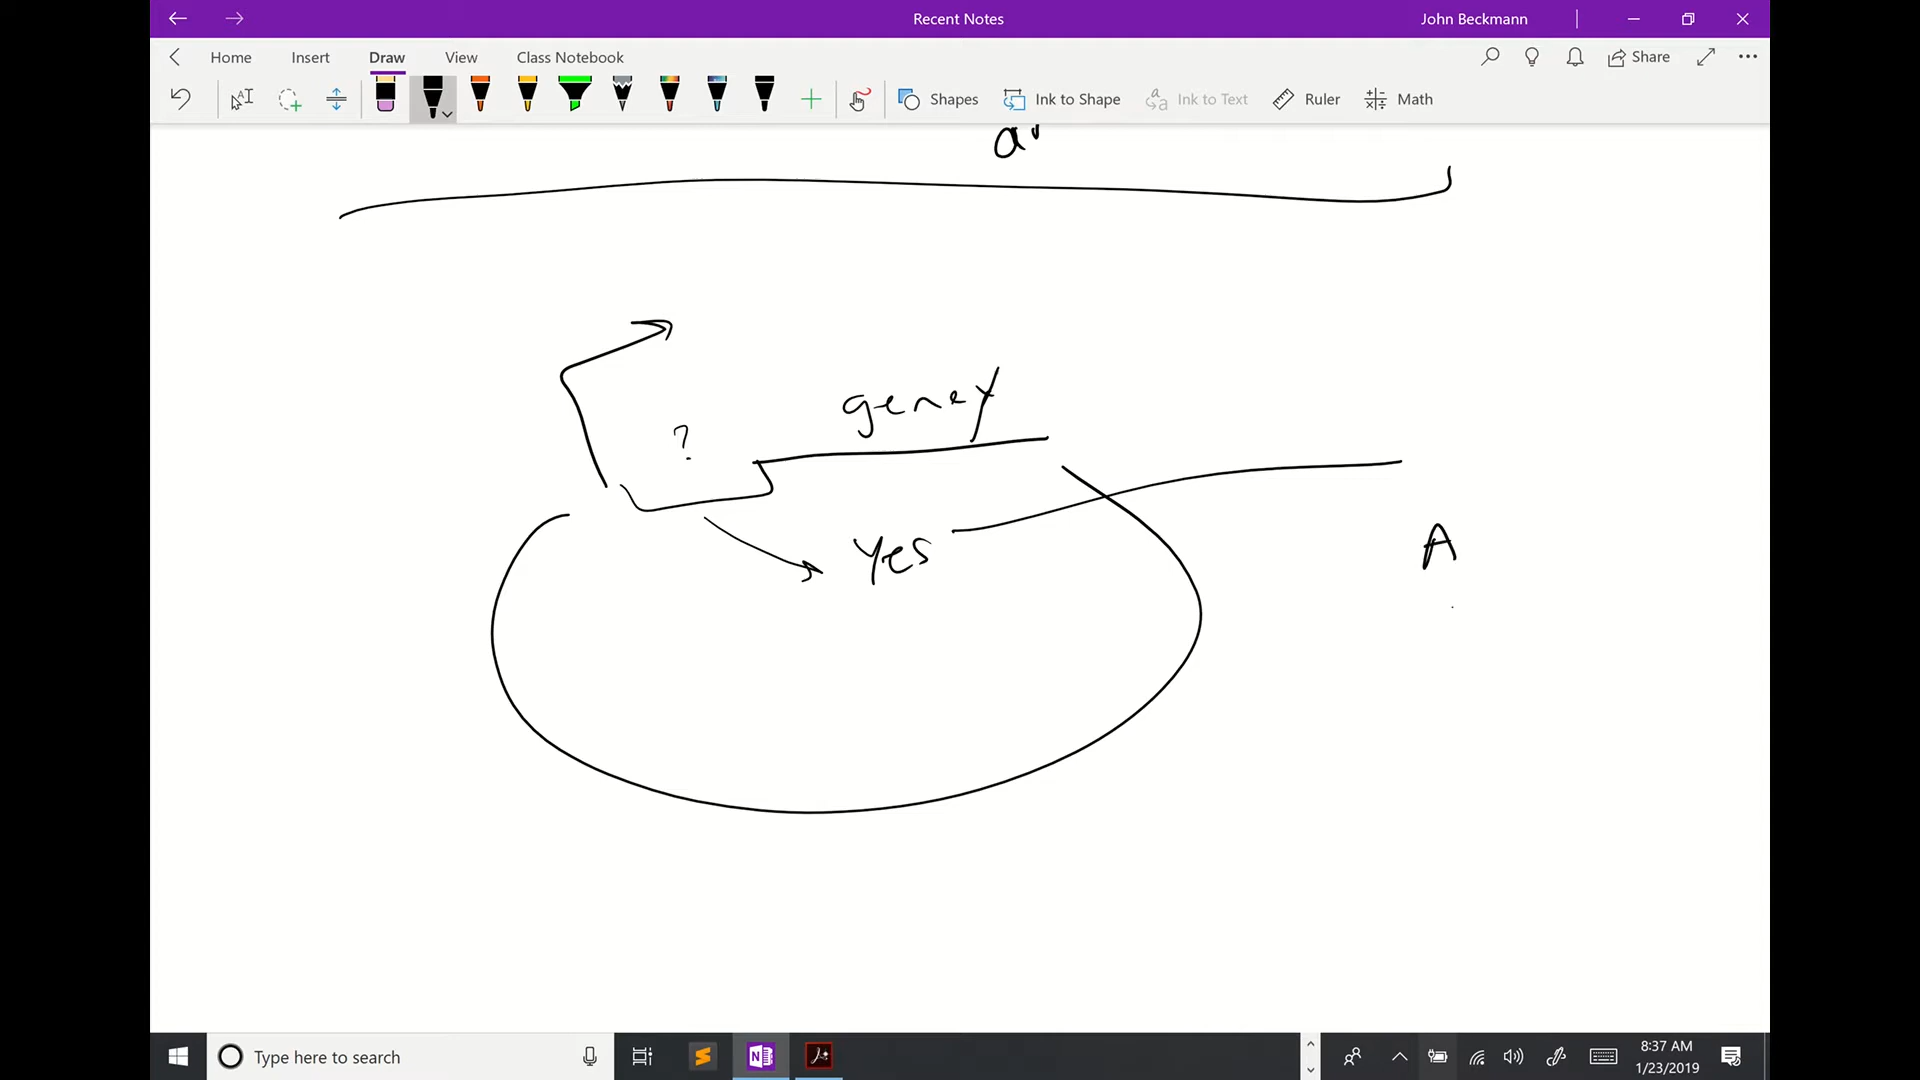 Recent Notes
John Beckmann
Home Insert Draw View Class Notebook
Share
Shapes Ink to Shape Ink to Text Ruler Math
gene Y
?
Yes
A
Type here to search
8:37 AM
1/23/2019